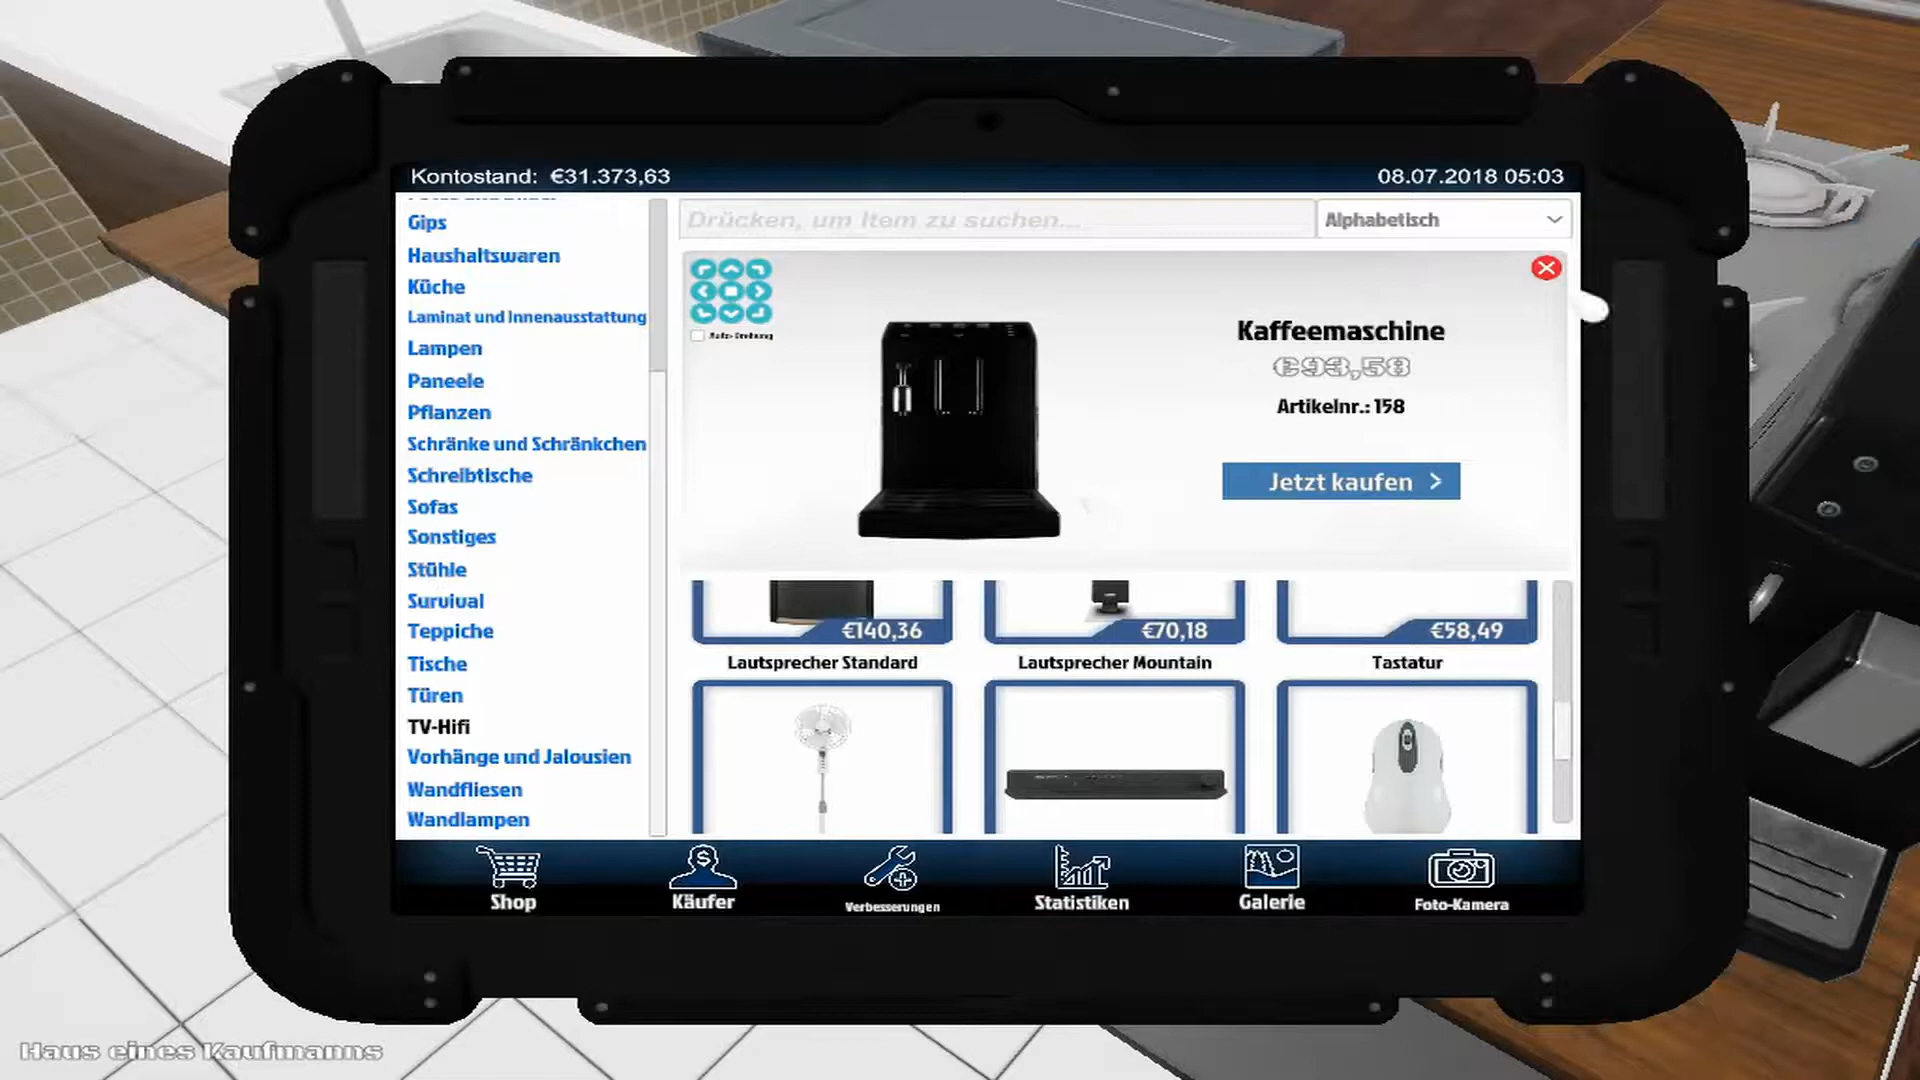 Kontostand: €31.373,63
08.07.2018 05:03
Gips
Haushaltswaren
Küche
Laminat und Innenausstattung
Lampen
Paneele
Pflanzen
Schränke und Schränkchen
Schreibtische
Sofas
Sonstiges
Stühle
Survival
Teppiche
Tische
Türen
TV-Hifi
Vorhänge und Jalousien
Wandfliesen
Wandlampen
Drücken, um Item zu suchen...
Alphabetisch
Auto-Drehung
Kaffeemaschine
€93,58
Artikelnr.: 158
Jetzt kaufen >
€140,36
€70,18
€58,49
Lautsprecher Standard
Lautsprecher Mountain
Tastatur
Shop
Käufer
Verbesserungen
Statistiken
Galerie
Foto-Kamera
Haus eines Kaufmanns